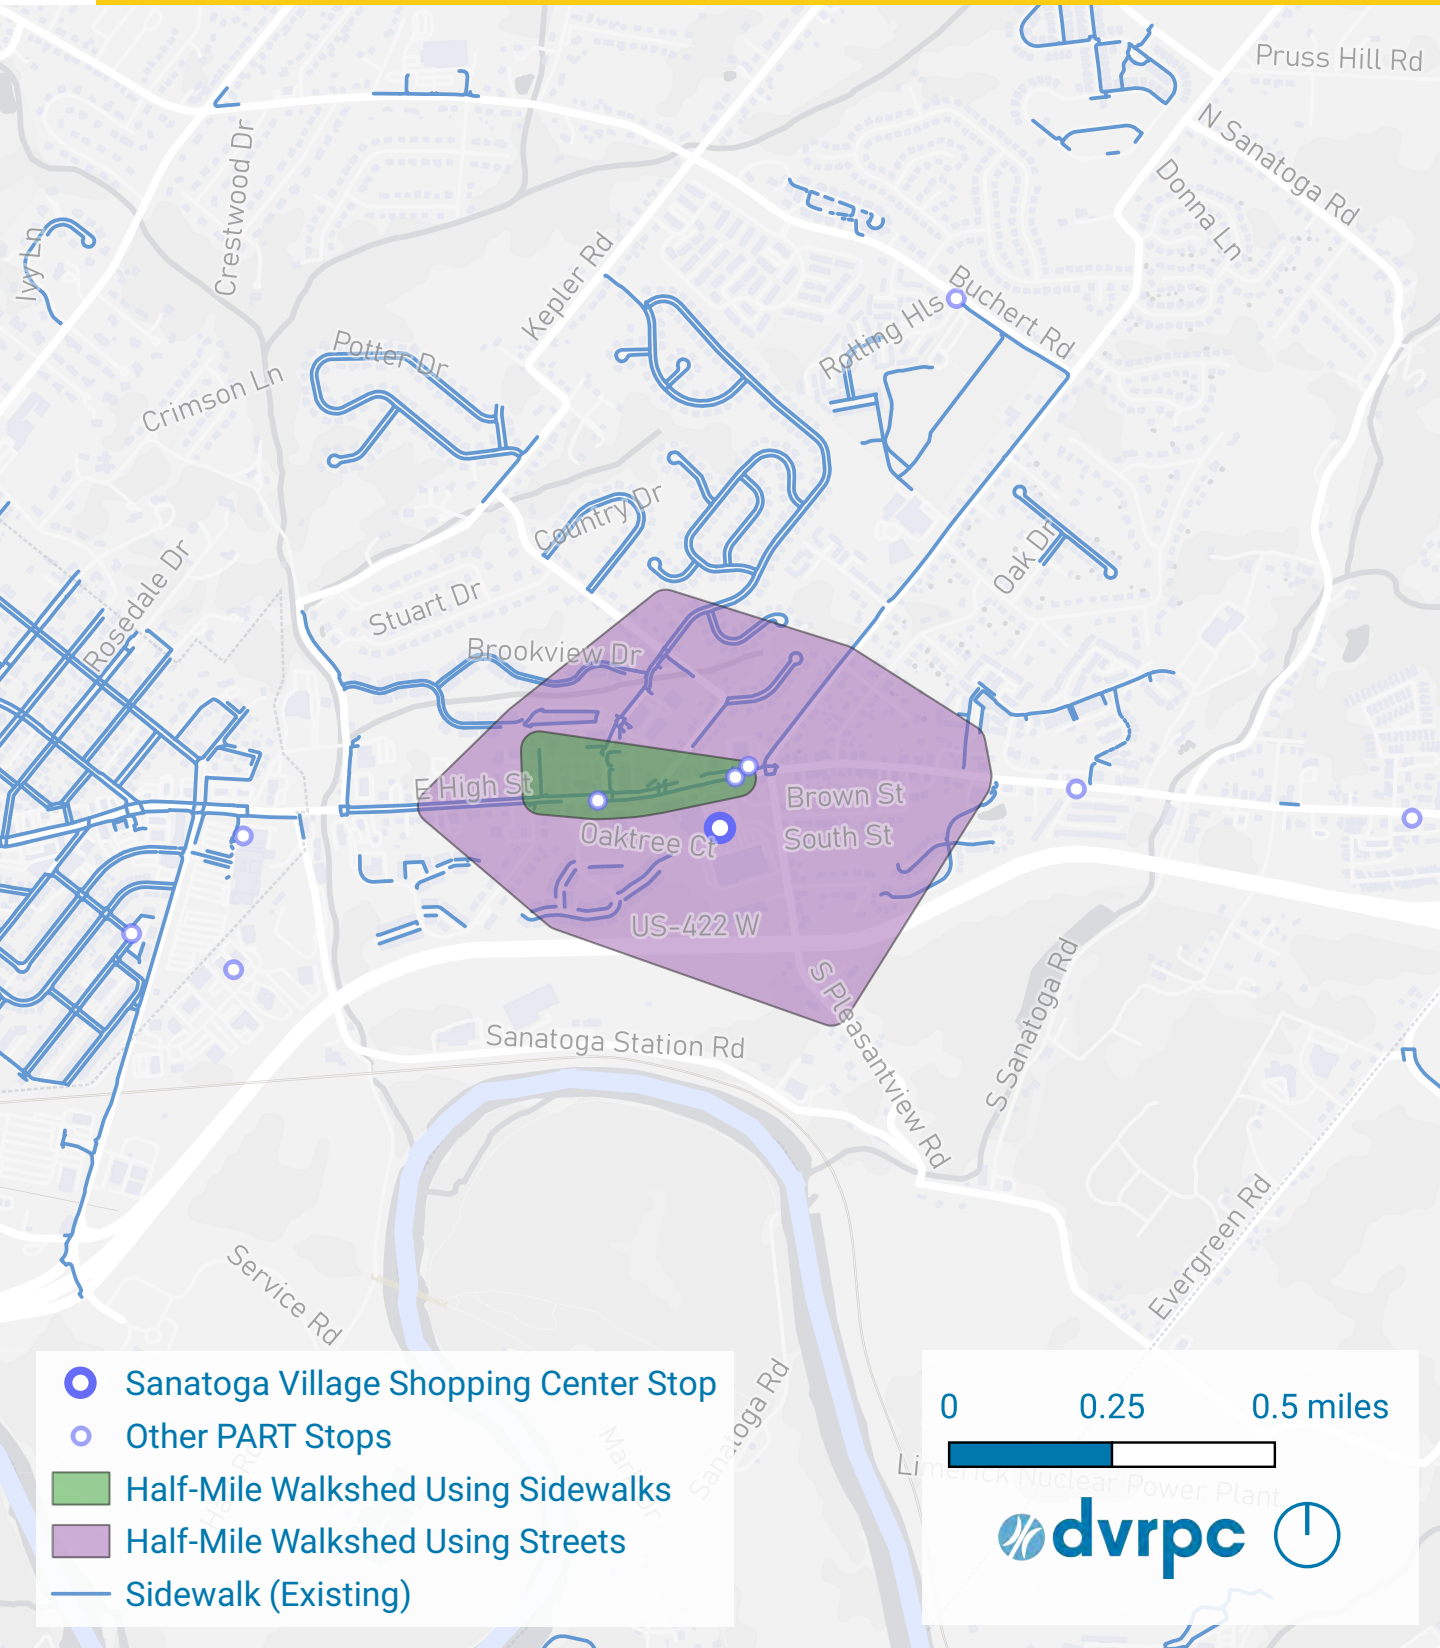 Pruss Hill Rd
N Sanatoga Rd
Crestwood Dr
Donna Ln
Ivy Ln
Kepler Rd
Buchert Rd
Rolling Hls
Potter Dr
Crimson Ln
Country Dr
Oak Dr
Rosedale Dr
Stuart Dr
Brookview Dr
E High St
Brown St
Oaktree Ct
South St
US-422 W
S Pleasantview Rd
S Sanatoga Rd
Sanatoga Station Rd
Evergreen Rd
Service Rd
Sanatoga Rd
Limerick Nuclear Power Plant
Sanatoga Village Shopping Center Stop
Other PART Stops
Half-Mile Walkshed Using Sidewalks
Half-Mile Walkshed Using Streets
Sidewalk (Existing)
0 0.25 0.5 miles
dvrpc